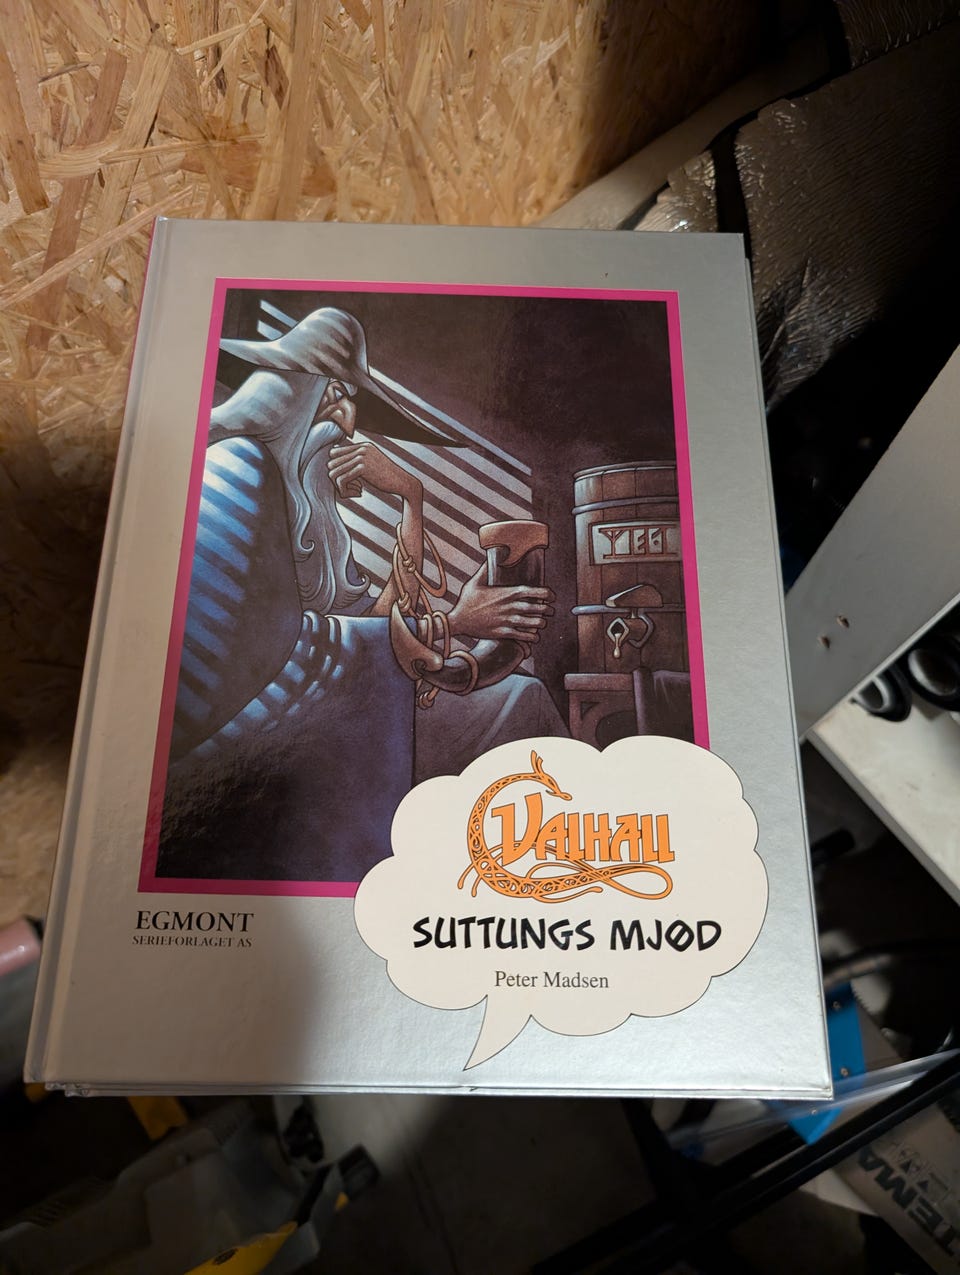 VALHALL
SUTTUNGS MJØD
Peter Madsen
EGMONT
SERIEFORLAGET AS